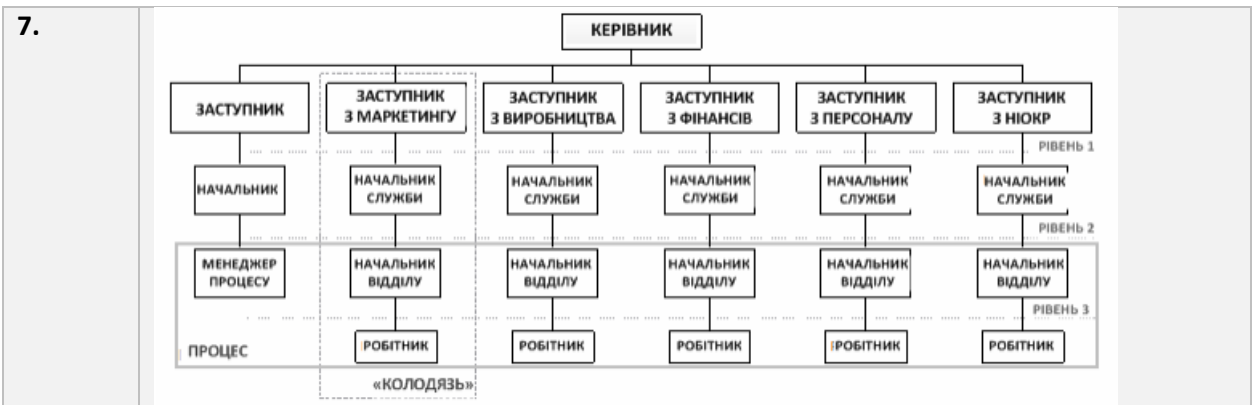 7.
КЕРІВНИК
ЗАСТУПНИК
ЗАСТУПНИК
З МАРКЕТИНГУ
ЗАСТУПНИК
З ВИРОБНИЦТВА
ЗАСТУПНИК
З ФІНАНСІВ
ЗАСТУПНИК
З ПЕРСОНАЛУ
ЗАСТУПНИК
З НІОКР
РІВЕНЬ 1
НАЧАЛЬНИК
НАЧАЛЬНИК
СЛУЖБИ
НАЧАЛЬНИК
СЛУЖБИ
НАЧАЛЬНИК
СЛУЖБИ
НАЧАЛЬНИК
СЛУЖБИ
НАЧАЛЬНИК
СЛУЖБИ
РІВЕНЬ 2
МЕНЕДЖЕР
ПРОЦЕСУ
НАЧАЛЬНИК
ВІДДІЛУ
НАЧАЛЬНИК
ВІДДІЛУ
НАЧАЛЬНИК
ВІДДІЛУ
НАЧАЛЬНИК
ВІДДІЛУ
НАЧАЛЬНИК
ВІДДІЛУ
РІВЕНЬ 3
ПРОЦЕС
РОБІТНИК
РОБІТНИК
РОБІТНИК
РОБІТНИК
РОБІТНИК
«КОЛОДЯЗЬ»